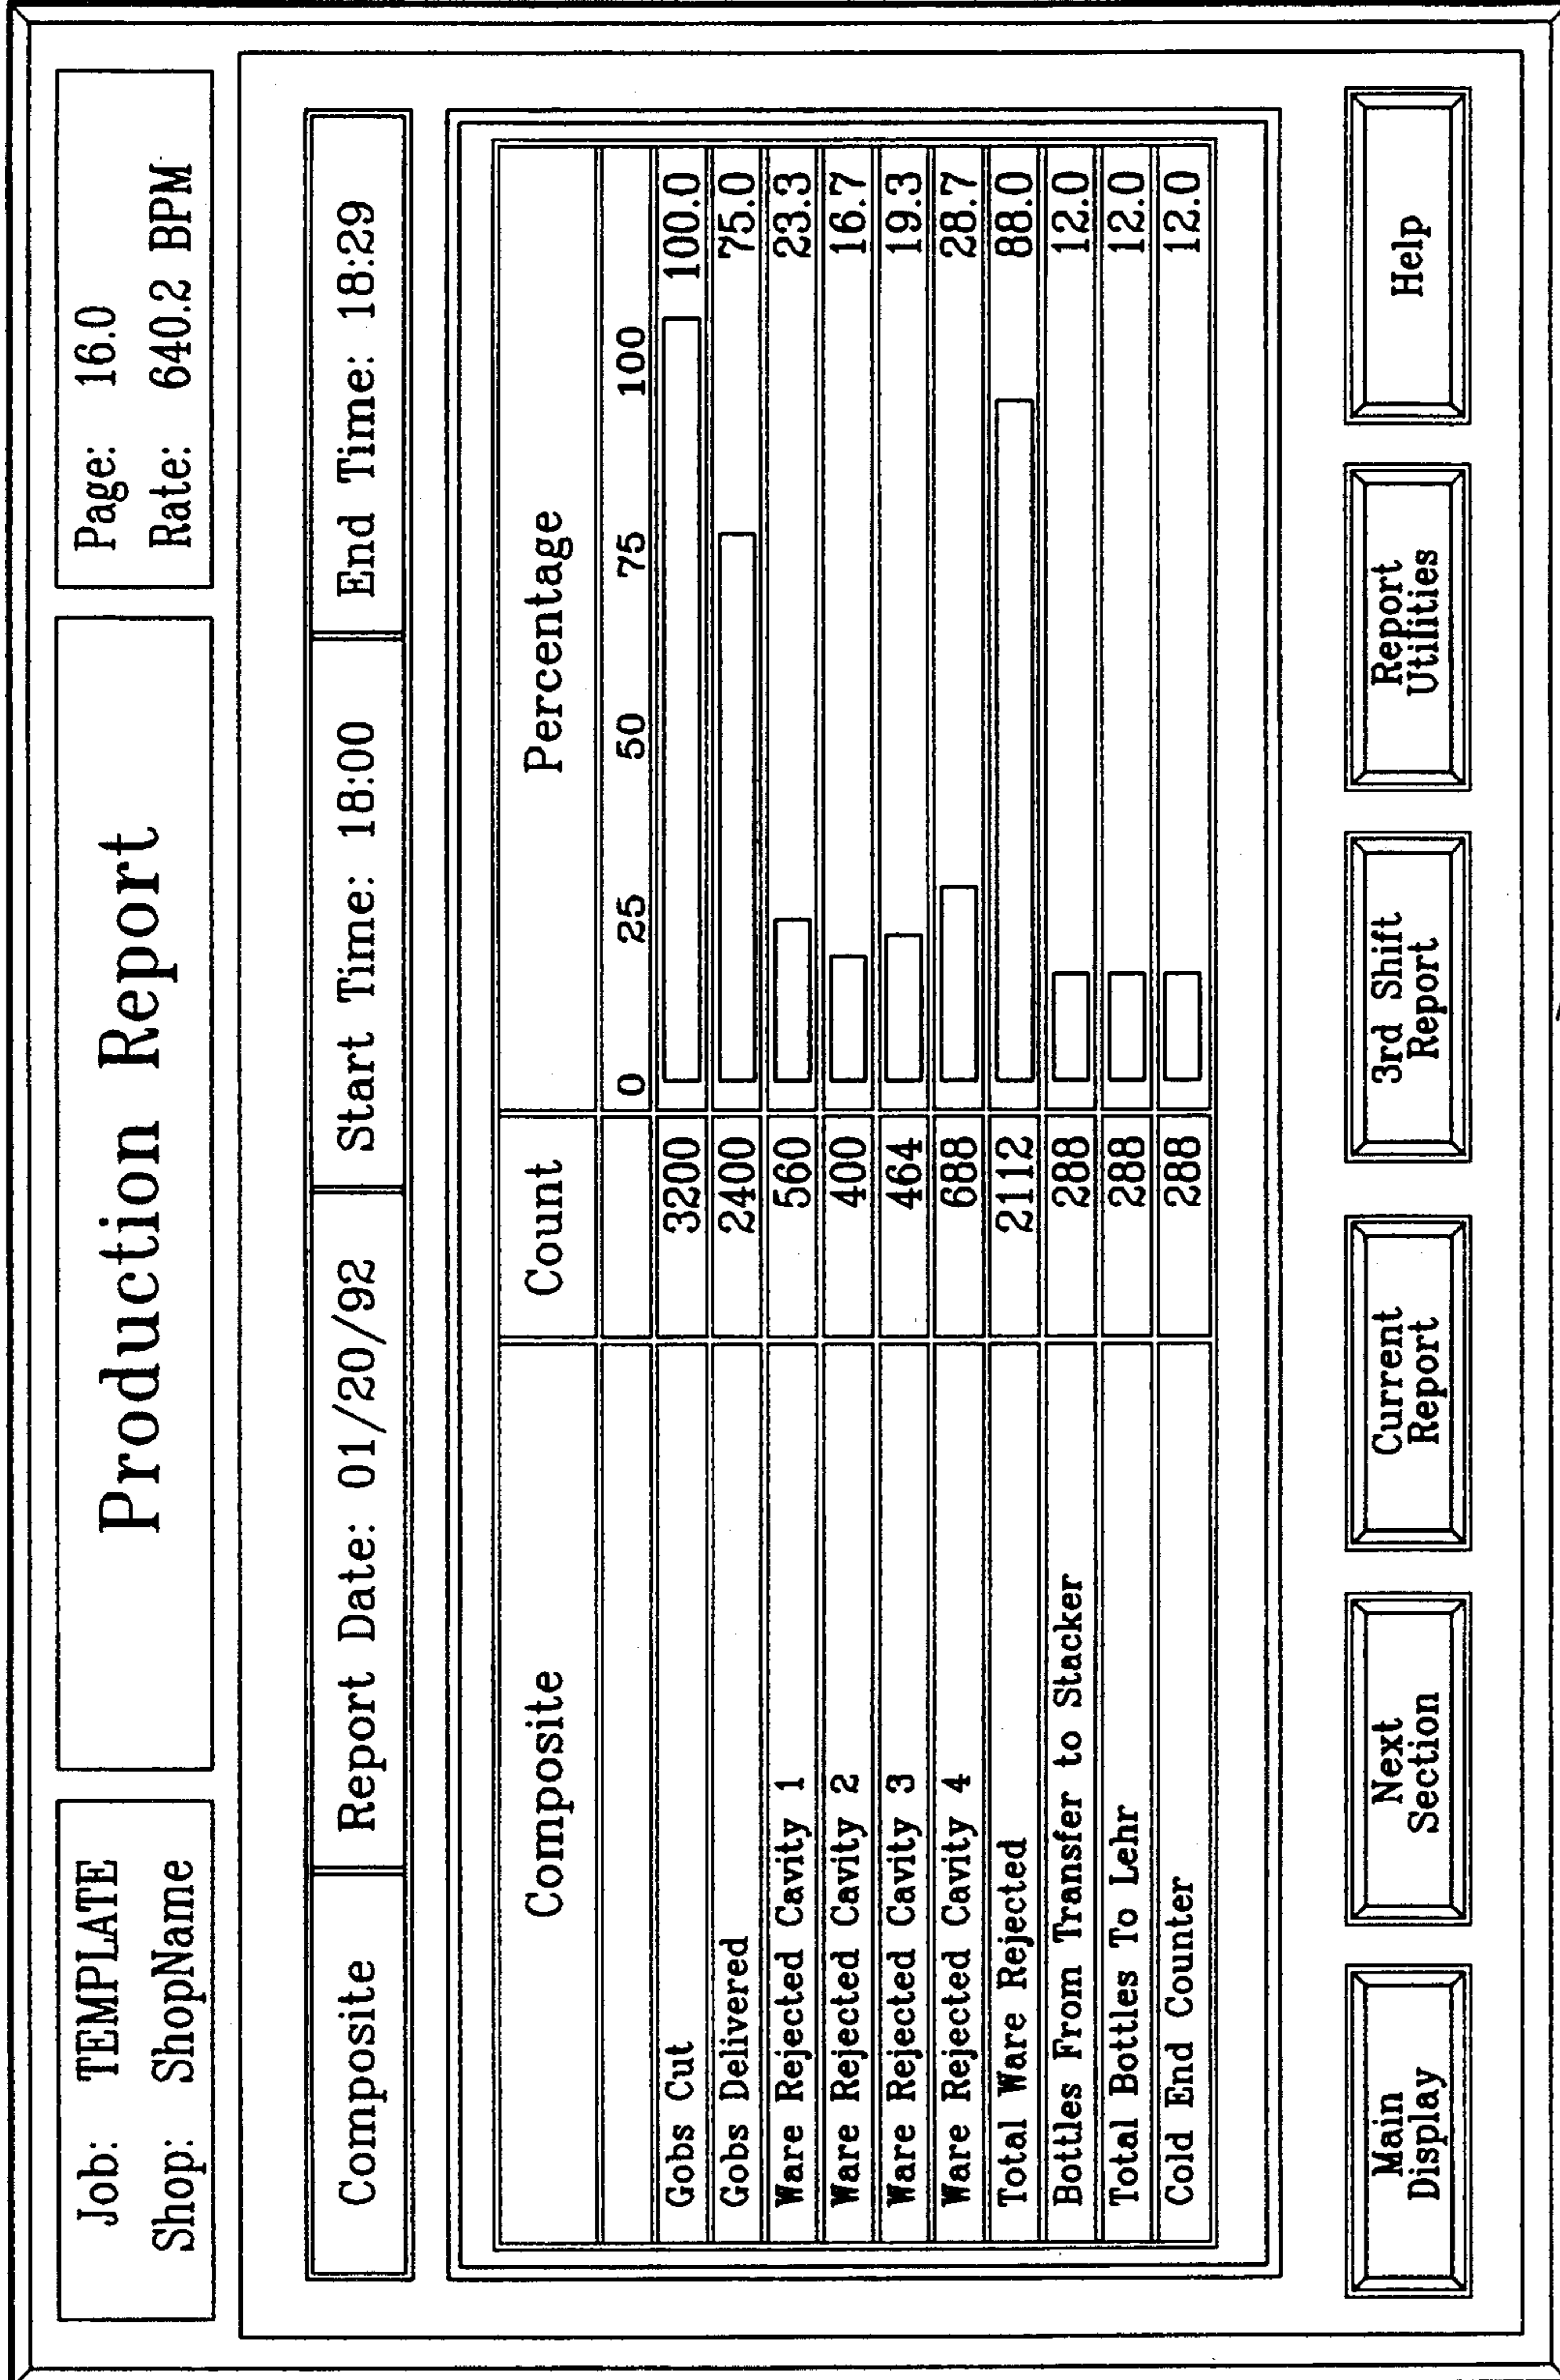 Job: TEMPLATE
Shop: ShopName
Production Report
Page: 16.0
Rate: 640.2 BPM
Composite
Report Date: 01/20/92
Start Time: 18:00
End Time: 18:29
Composite Count Percentage
0 25 50 75 100
Gobs Cut 3200 100.0
Gobs Delivered 2400 75.0
Ware Rejected Cavity 1 560 23.3
Ware Rejected Cavity 2 400 16.7
Ware Rejected Cavity 3 464 19.3
Ware Rejected Cavity 4 688 28.7
Total Ware Rejected 2112 88.0
Bottles From Transfer to Stacker 288 12.0
Total Bottles To Lehr 288 12.0
Cold End Counter 288 12.0
Main
Display
Next
Section
Current
Report
3rd Shift
Report
Report
Utilities
Help